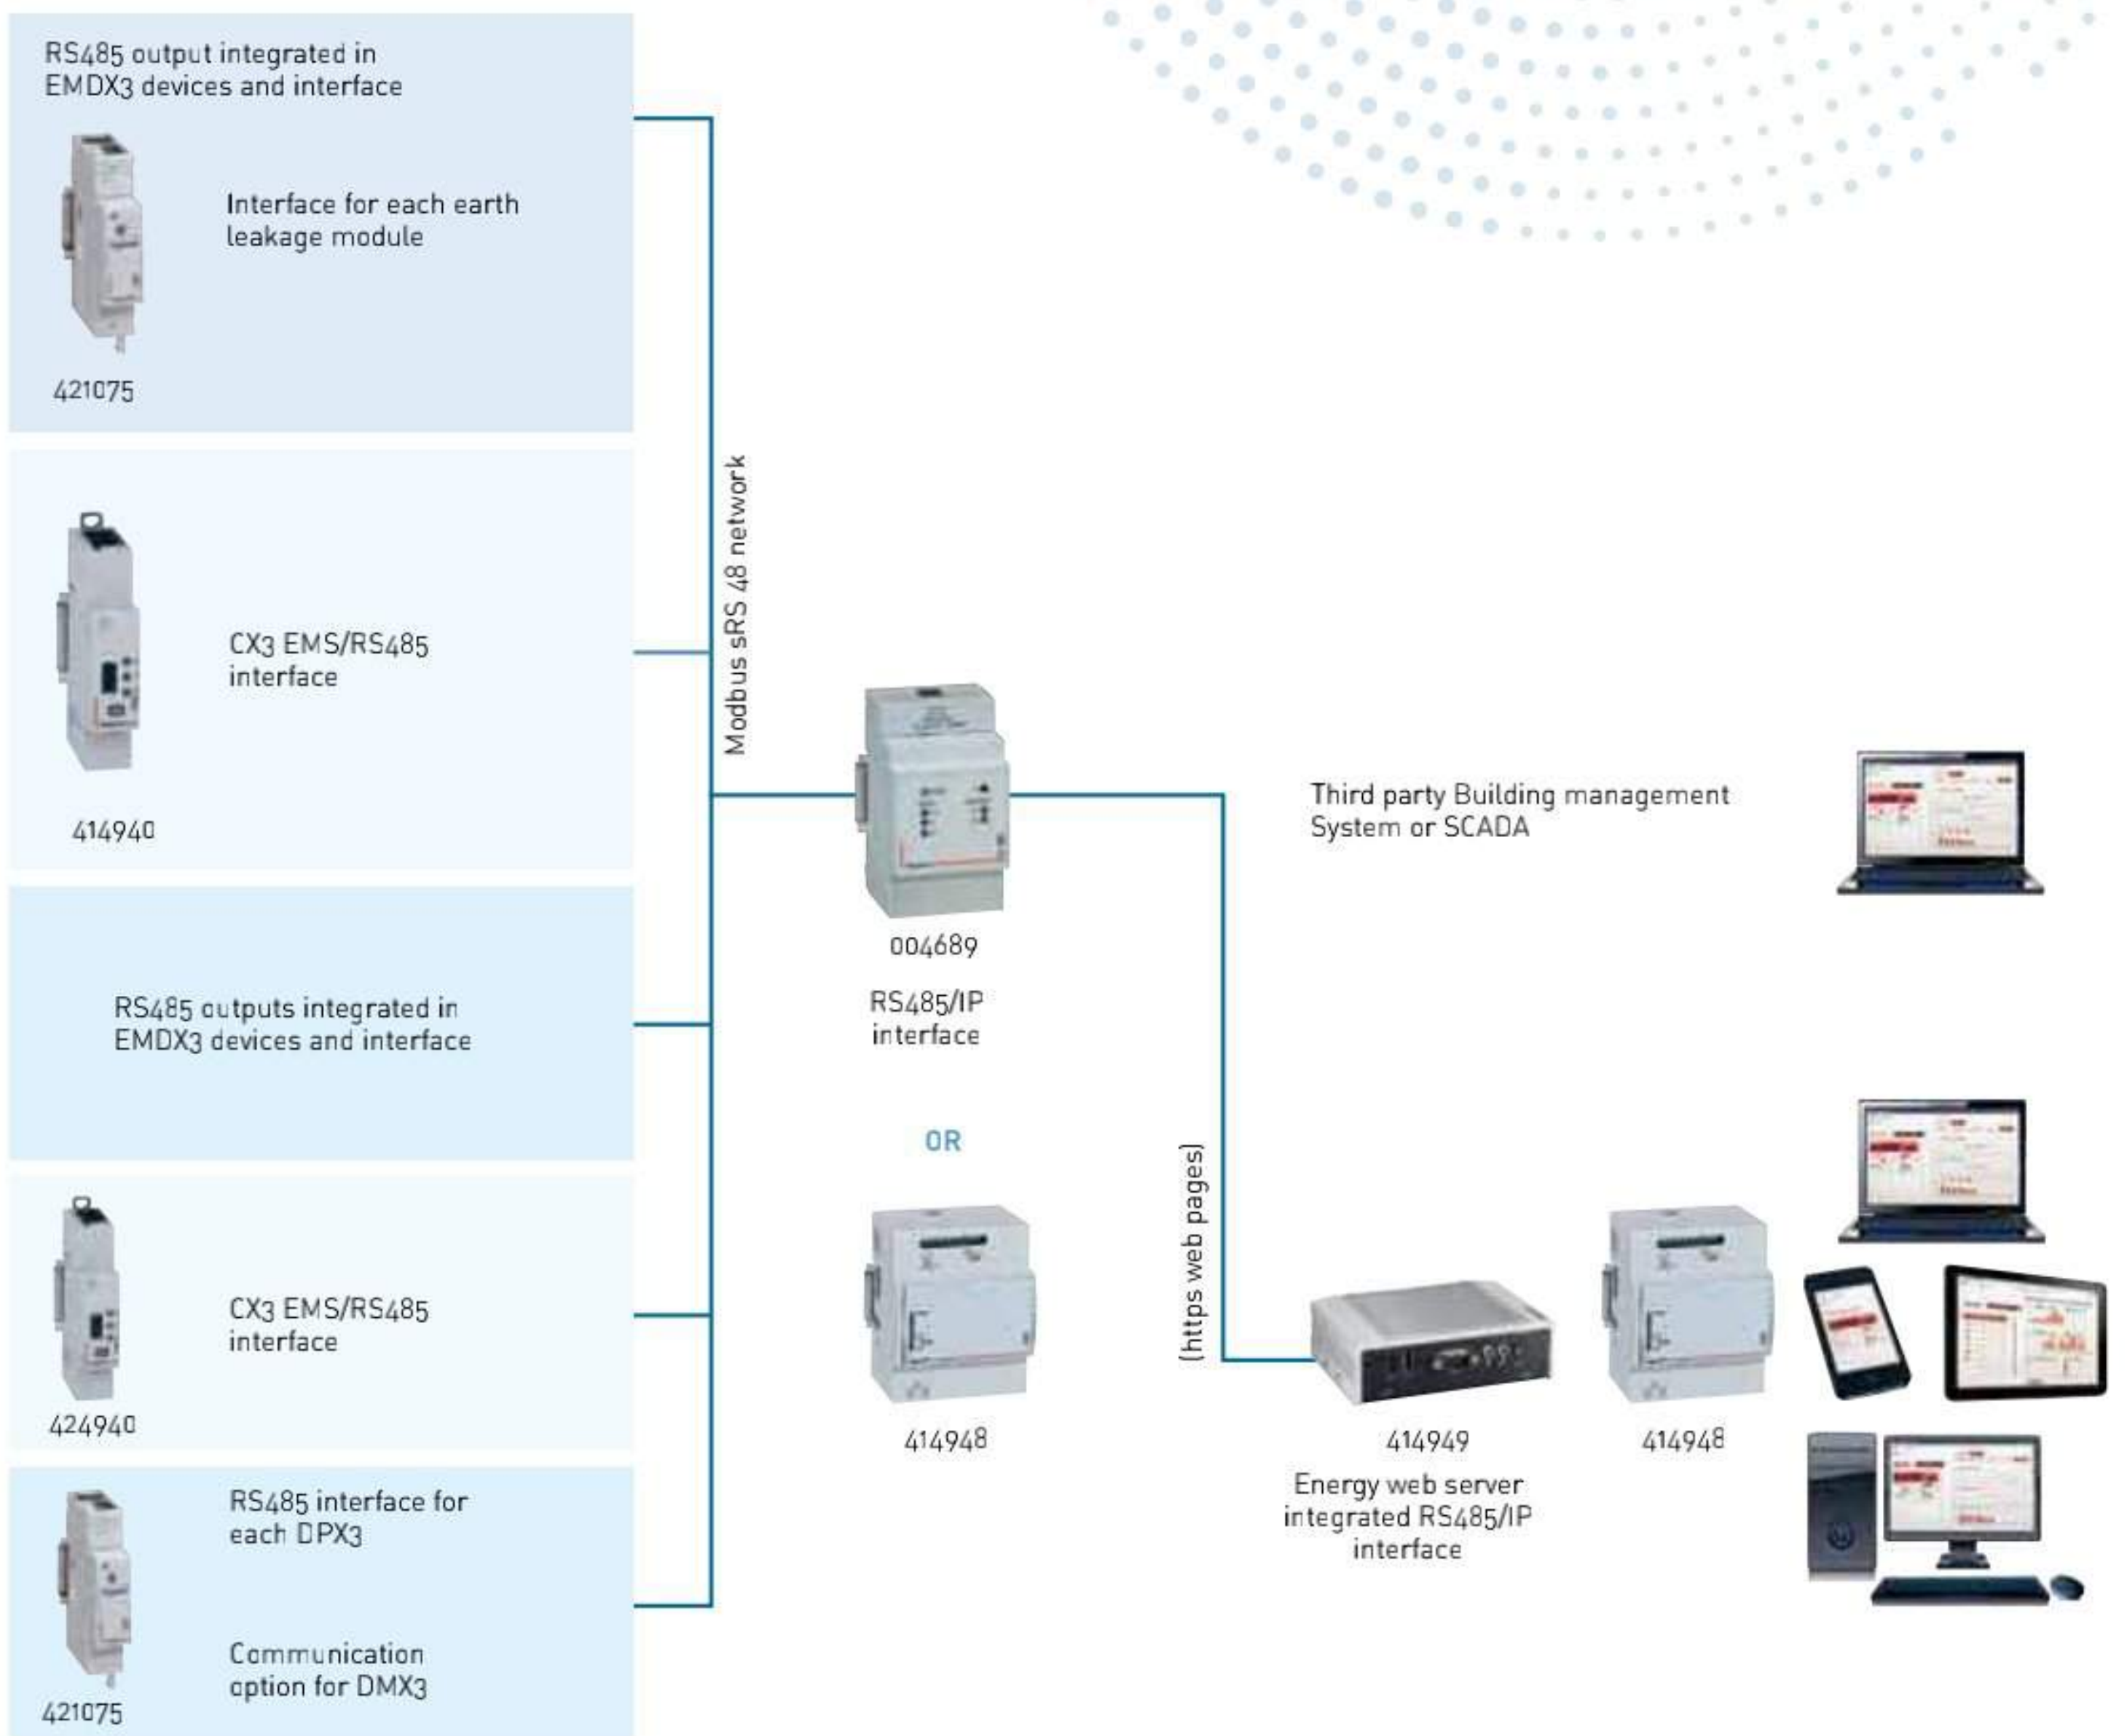 RS485 output integrated in
EMDX3 devices and interface
Interface for each earth
leakage module
421075
CX3 EMS/RS485
interface
414940
RS485 outputs integrated in
EMDX3 devices and interface
CX3 EMS/RS485
interface
424940
RS485 interface for
each DPX3
Communication
option for DMX3
421075
Modbus sRS 48 network
004689
RS485/IP
interface
OR
414948
(https web pages)
Third party Building management
System or SCADA
414949
Energy web server
integrated RS485/IP
interface
414948